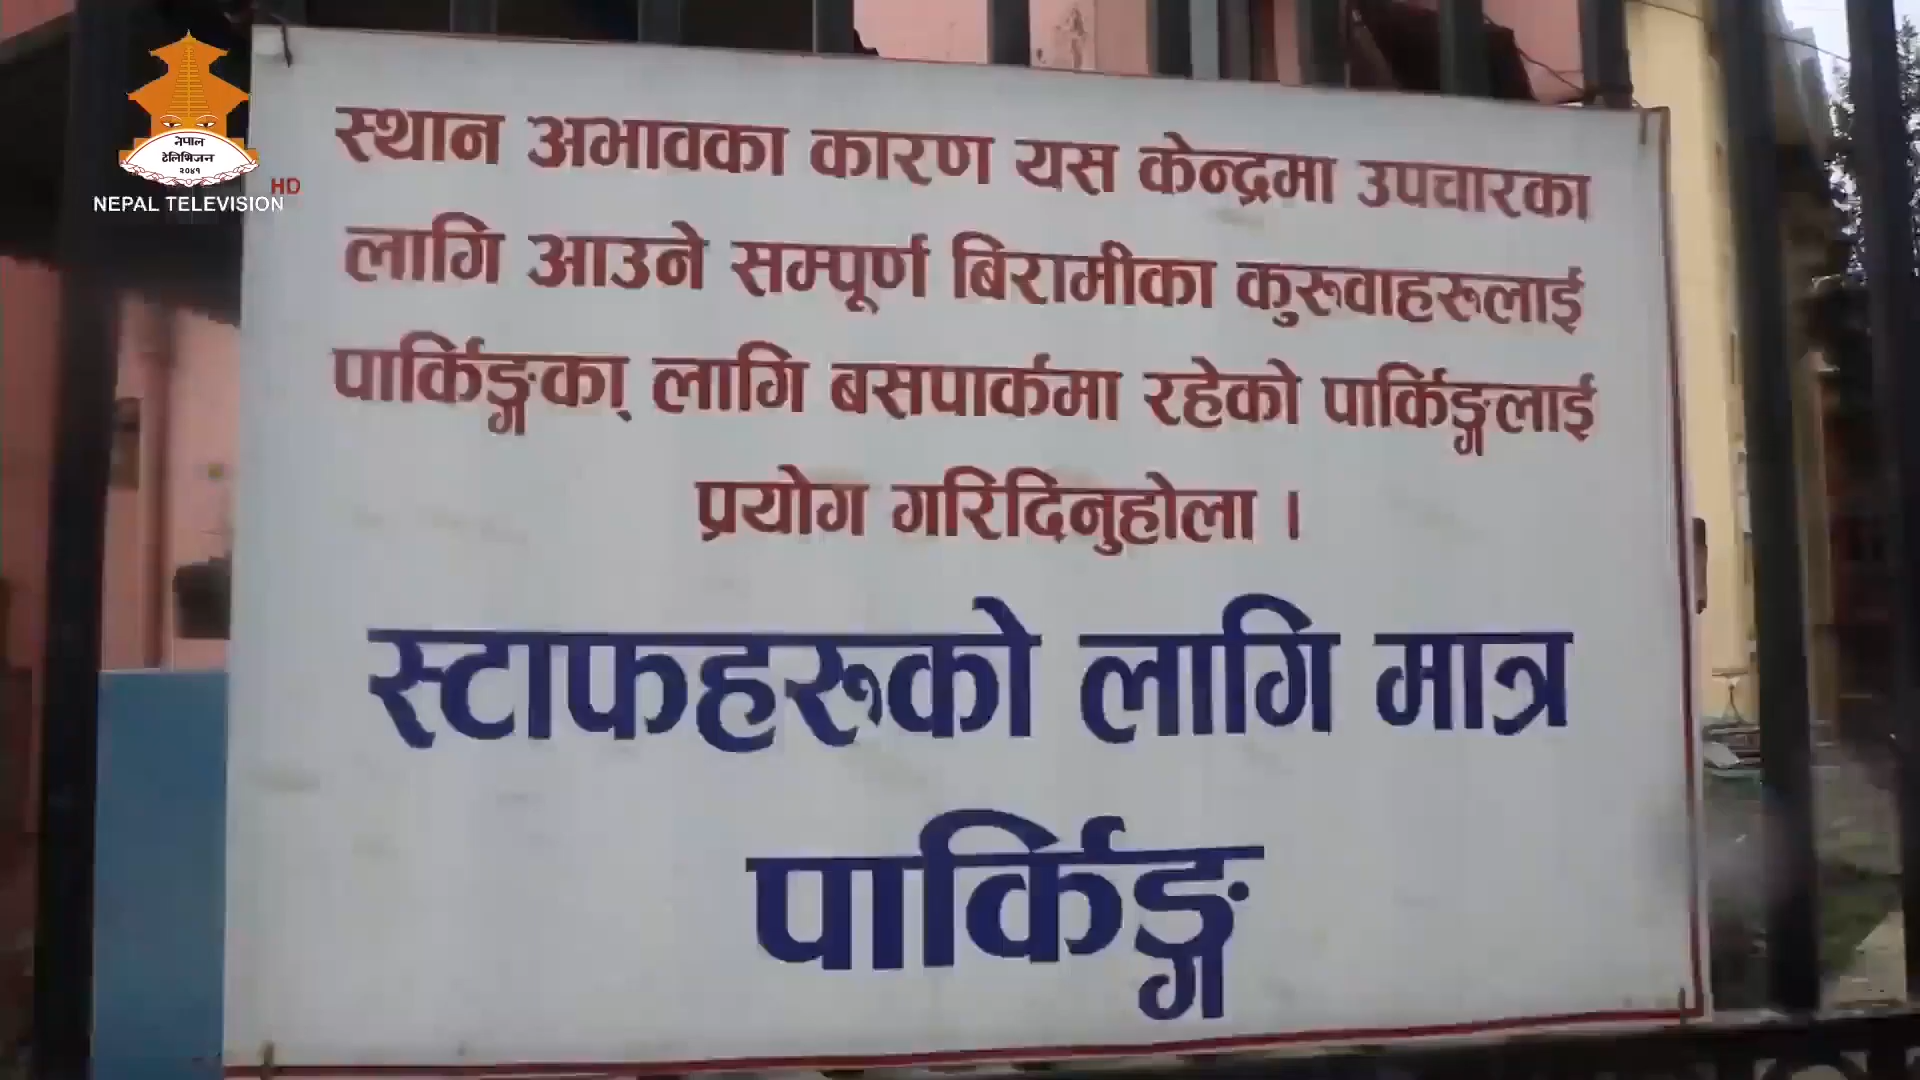 नेपाल
टेलिभिजन
२०४१
HD
NEPAL TELEVISION
स्थान अभावका कारण यस केन्द्रमा उपचारका
लागि आउने सम्पूर्ण बिरामीका कुरुवाहरूलाई
पार्किङ्गका् लागि बसपार्कमा रहेको पार्किङ्गलाई
प्रयोग गरिदिनुहोला ।
स्टाफहरूको लागि मात्र
पार्किङ्ग